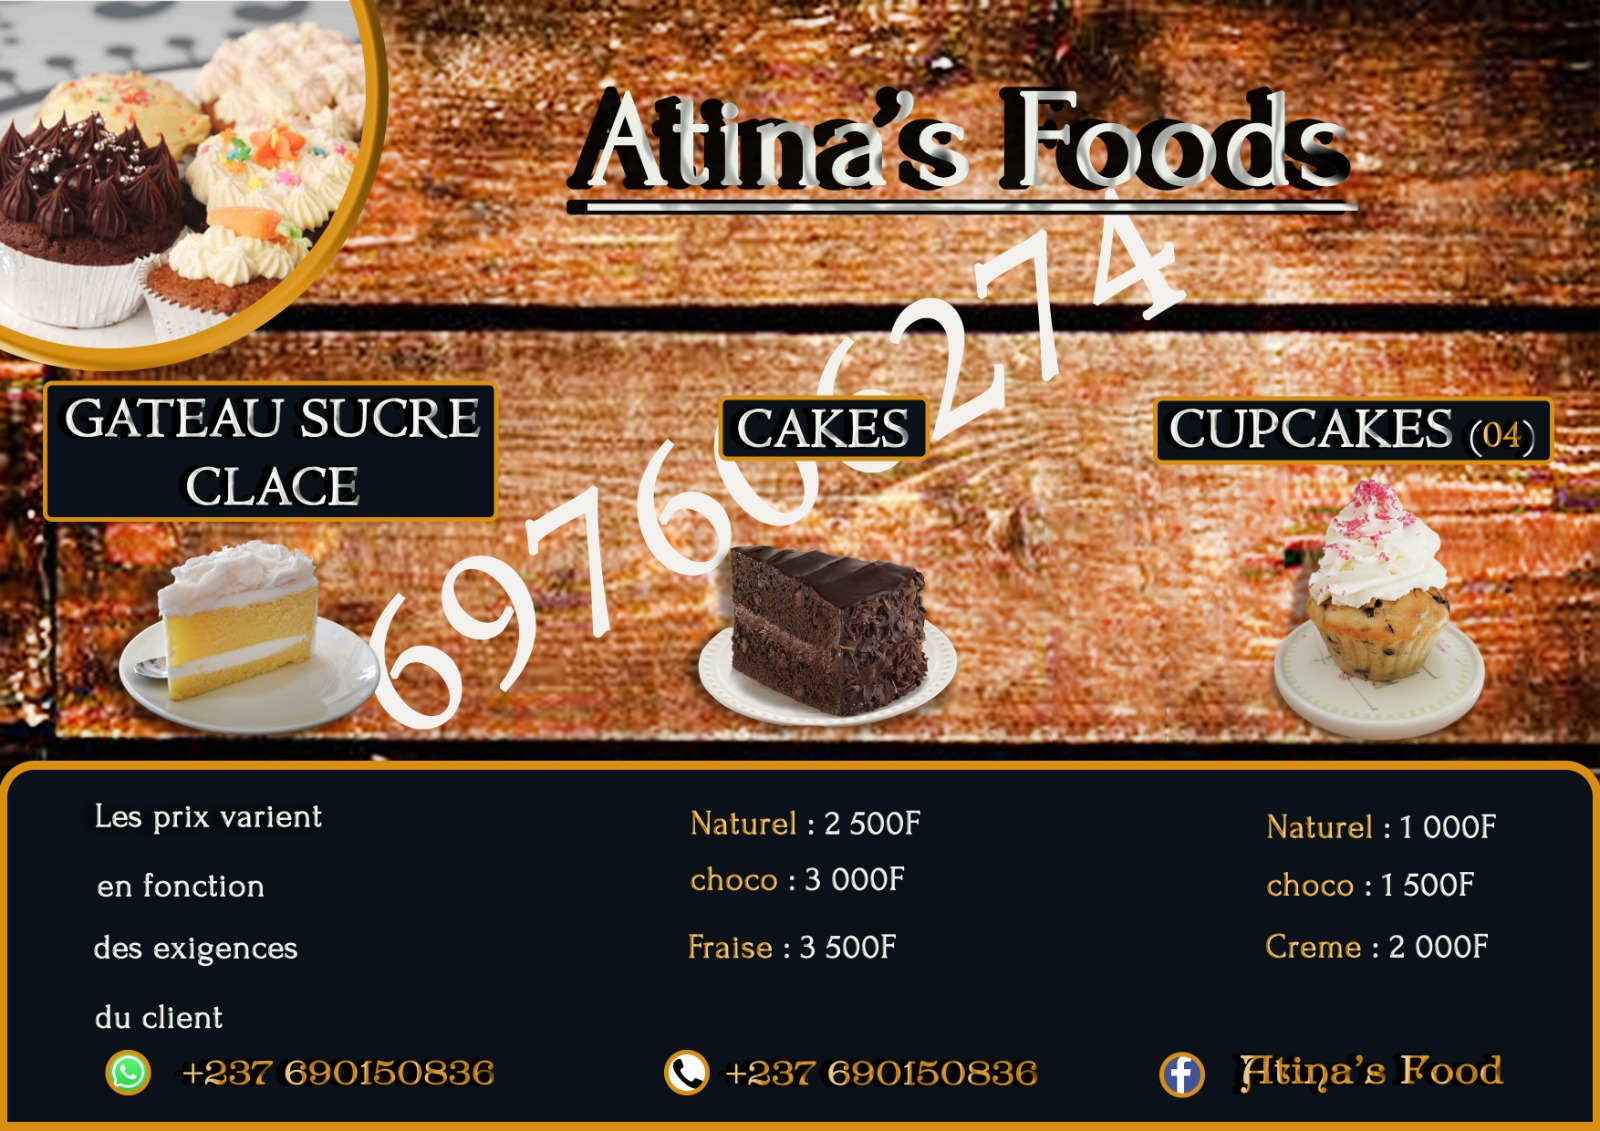 Atina's Foods
697606274
GATEAU SUCRE
CLACE
CAKES
CUPCAKES (04)
Les prix varient
en fonction
des exigences
du client
Naturel : 2 500F
choco : 3 000F
Fraise : 3 500F
Naturel : 1 000F
choco : 1 500F
Creme : 2 000F
+237 690150836
+237 690150836
Atina's Food